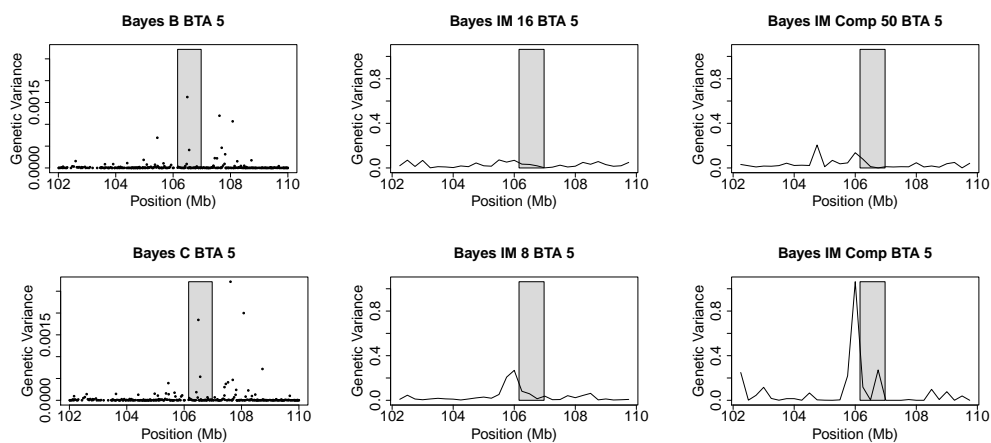 Bayes B BTA 5
Genetic Variance
0.0000
0.0015
102 104 106 108 110
Position (Mb)
Bayes IM 16 BTA 5
Genetic Variance
0.0 0.4 0.8
102 104 106 108 110
Position (Mb)
Bayes IM Comp 50 BTA 5
Genetic Variance
0.0 0.4 0.8
102 104 106 108 110
Position (Mb)
Bayes C BTA 5
Genetic Variance
0.0000
0.0015
102 104 106 108 110
Position (Mb)
Bayes IM 8 BTA 5
Genetic Variance
0.0 0.4 0.8
102 104 106 108 110
Position (Mb)
Bayes IM Comp BTA 5
Genetic Variance
0.0 0.4 0.8
102 104 106 108 110
Position (Mb)